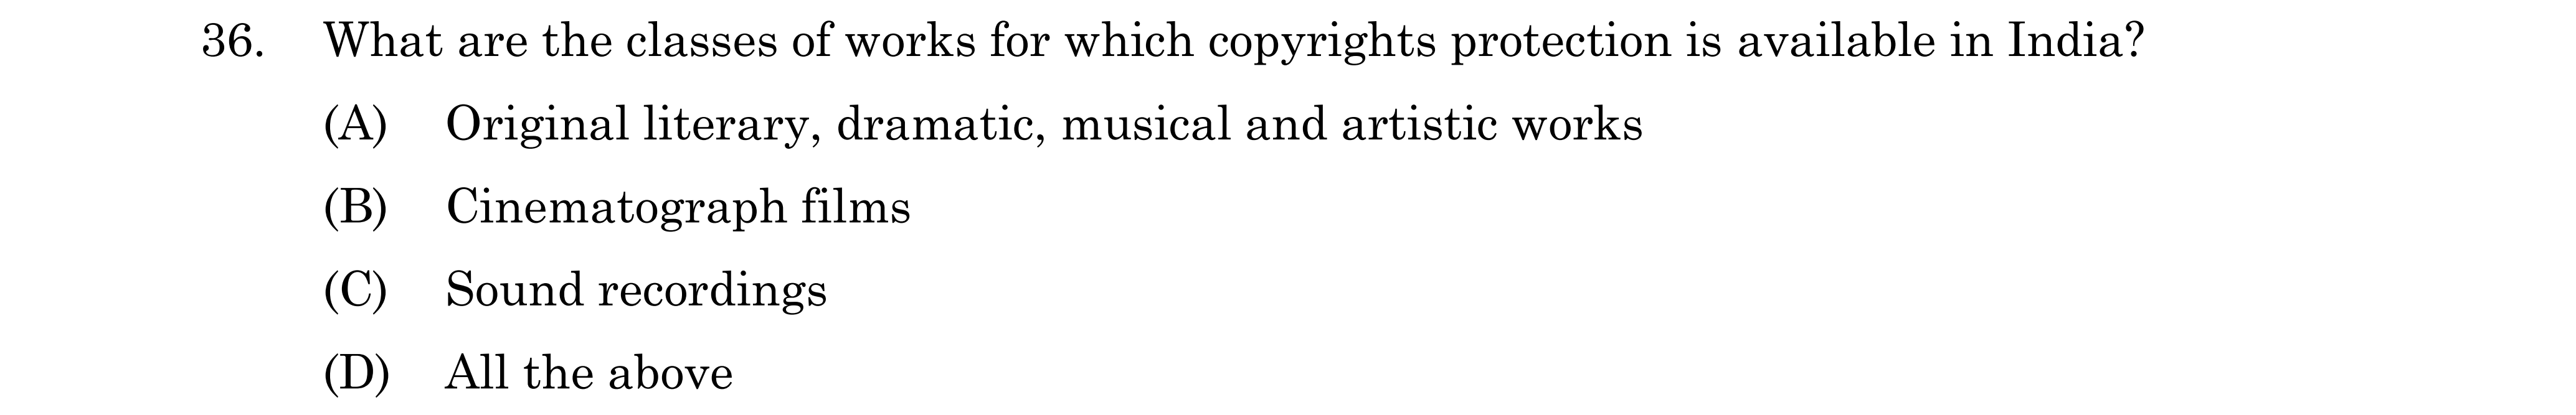 36. What are the classes of works for which copyrights protection is available in India?
(A) Original literary, dramatic, musical and artistic works
(B) Cinematograph films
(C) Sound recordings
(D) All the above